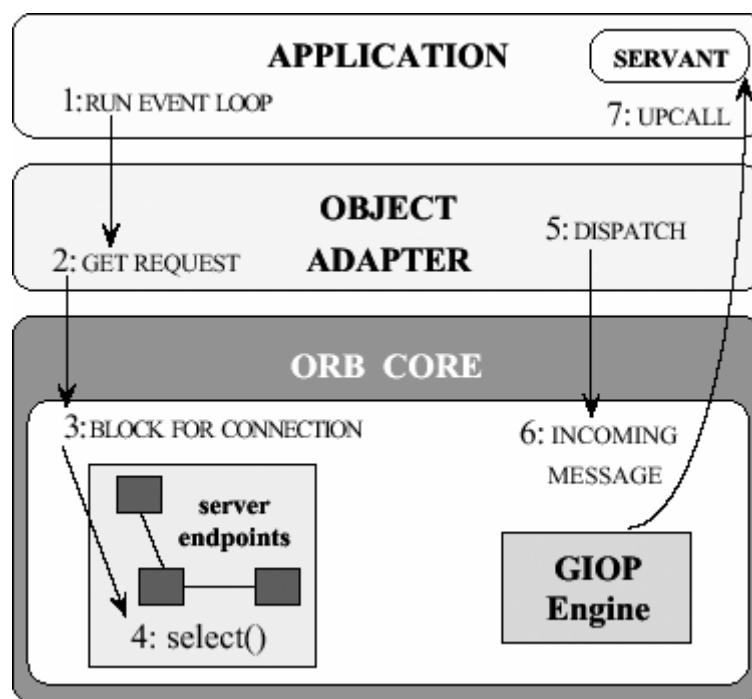 APPLICATION
SERVANT
1: RUN EVENT LOOP
7: UPCALL
OBJECT
ADAPTER
5: DISPATCH
2: GET REQUEST
ORB CORE
3: BLOCK FOR CONNECTION
6: INCOMING
MESSAGE
server
endpoints
4: select()
GIOP
Engine